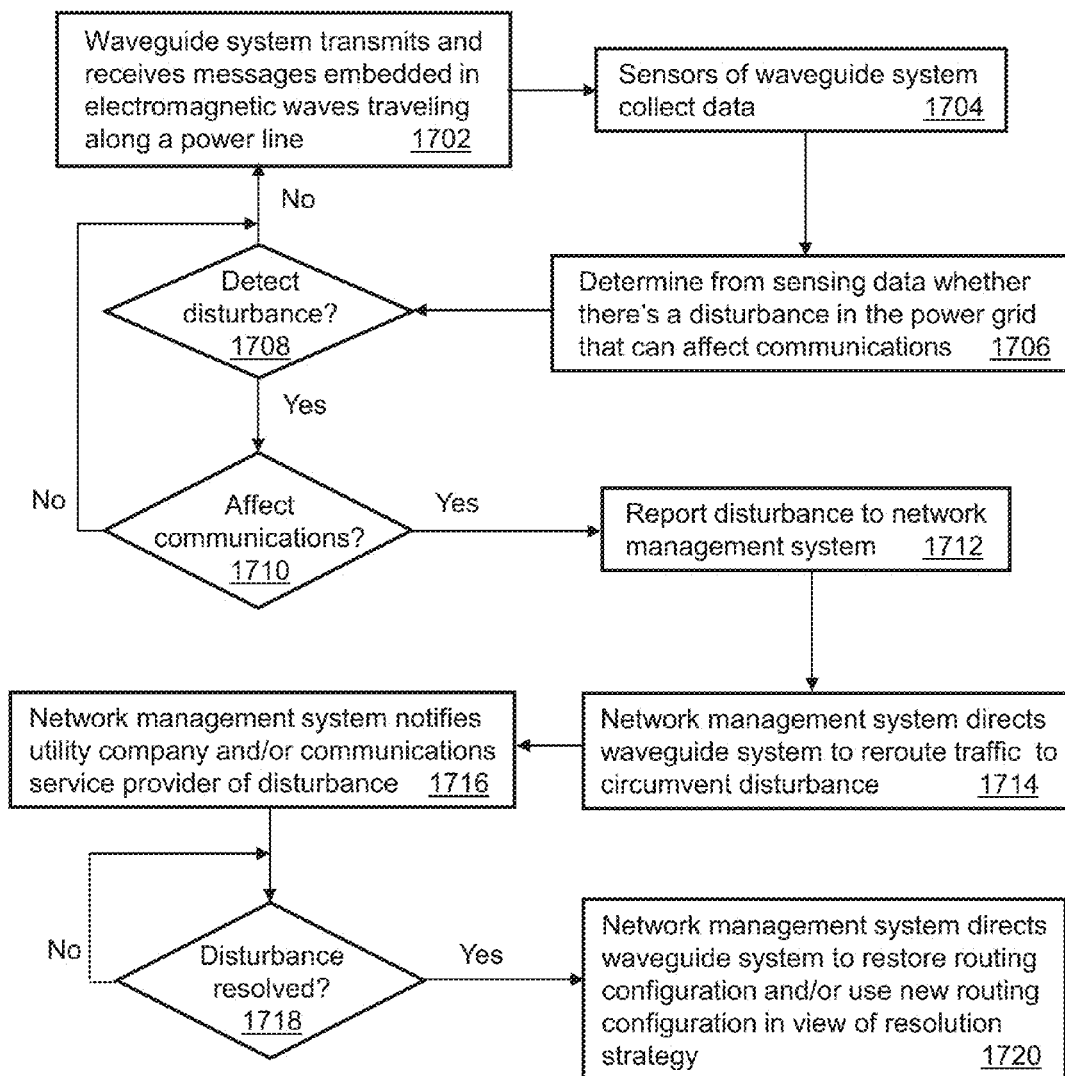 Waveguide system transmits and
receives messages embedded in
electromagnetic waves traveling
along a power line 1702
Sensors of waveguide system
collect data 1704
No
Detect
disturbance?
1708
Determine from sensing data whether
there's a disturbance in the power grid
that can affect communications 1706
Yes
No
Affect
communications?
1710
Yes
Report disturbance to network
management system 1712
Network management system directs
waveguide system to reroute traffic to
circumvent disturbance 1714
Network management system notifies
utility company and/or communications
service provider of disturbance 1716
No
Disturbance
resolved?
1718
Yes
Network management system directs
waveguide system to restore routing
configuration and/or use new routing
configuration in view of resolution
strategy 1720